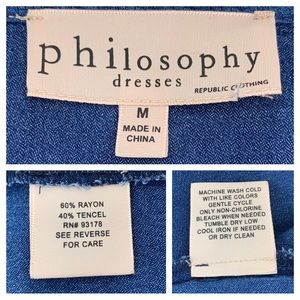 philosophy
dresses
REPUBLIC CLOTHING
M
MADE IN
CHINA
60% RAYON
40% TENCEL
RN# 93178
SEE REVERSE
FOR CARE
MACHINE WASH COLD
WITH LIKE COLORS
GENTLE CYCLE
ONLY NON-CHLORINE
BLEACH WHEN NEEDED
TUMBLE DRY LOW
COOL IRON IF NEEDED
OR DRY CLEAN